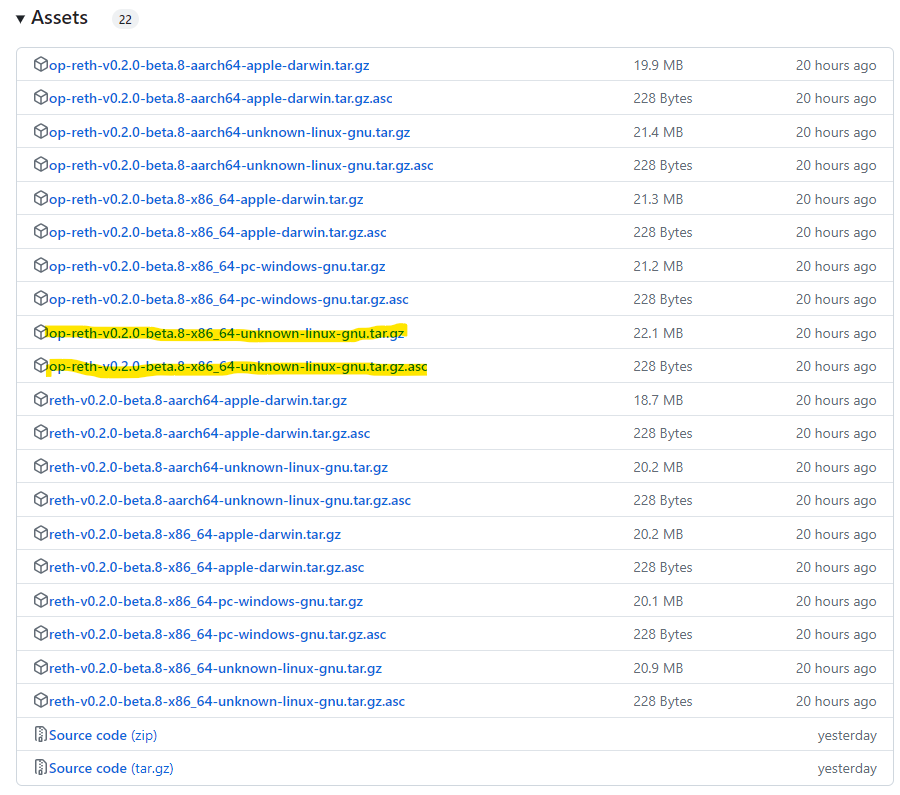 Assets 22
op-reth-v0.2.0-beta.8-aarch64-apple-darwin.tar.gz 19.9 MB 20 hours ago
op-reth-v0.2.0-beta.8-aarch64-apple-darwin.tar.gz.asc 228 Bytes 20 hours ago
op-reth-v0.2.0-beta.8-aarch64-unknown-linux-gnu.tar.gz 21.4 MB 20 hours ago
op-reth-v0.2.0-beta.8-aarch64-unknown-linux-gnu.tar.gz.asc 228 Bytes 20 hours ago
op-reth-v0.2.0-beta.8-x86_64-apple-darwin.tar.gz 21.3 MB 20 hours ago
op-reth-v0.2.0-beta.8-x86_64-apple-darwin.tar.gz.asc 228 Bytes 20 hours ago
op-reth-v0.2.0-beta.8-x86_64-pc-windows-gnu.tar.gz 21.2 MB 20 hours ago
op-reth-v0.2.0-beta.8-x86_64-pc-windows-gnu.tar.gz.asc 228 Bytes 20 hours ago
op-reth-v0.2.0-beta.8-x86_64-unknown-linux-gnu.tar.gz 22.1 MB 20 hours ago
op-reth-v0.2.0-beta.8-x86_64-unknown-linux-gnu.tar.gz.asc 228 Bytes 20 hours ago
reth-v0.2.0-beta.8-aarch64-apple-darwin.tar.gz 18.7 MB 20 hours ago
reth-v0.2.0-beta.8-aarch64-apple-darwin.tar.gz.asc 228 Bytes 20 hours ago
reth-v0.2.0-beta.8-aarch64-unknown-linux-gnu.tar.gz 20.2 MB 20 hours ago
reth-v0.2.0-beta.8-aarch64-unknown-linux-gnu.tar.gz.asc 228 Bytes 20 hours ago
reth-v0.2.0-beta.8-x86_64-apple-darwin.tar.gz 20.2 MB 20 hours ago
reth-v0.2.0-beta.8-x86_64-apple-darwin.tar.gz.asc 228 Bytes 20 hours ago
reth-v0.2.0-beta.8-x86_64-pc-windows-gnu.tar.gz 20.1 MB 20 hours ago
reth-v0.2.0-beta.8-x86_64-pc-windows-gnu.tar.gz.asc 228 Bytes 20 hours ago
reth-v0.2.0-beta.8-x86_64-unknown-linux-gnu.tar.gz 20.9 MB 20 hours ago
reth-v0.2.0-beta.8-x86_64-unknown-linux-gnu.tar.gz.asc 228 Bytes 20 hours ago
Source code (zip) yesterday
Source code (tar.gz) yesterday